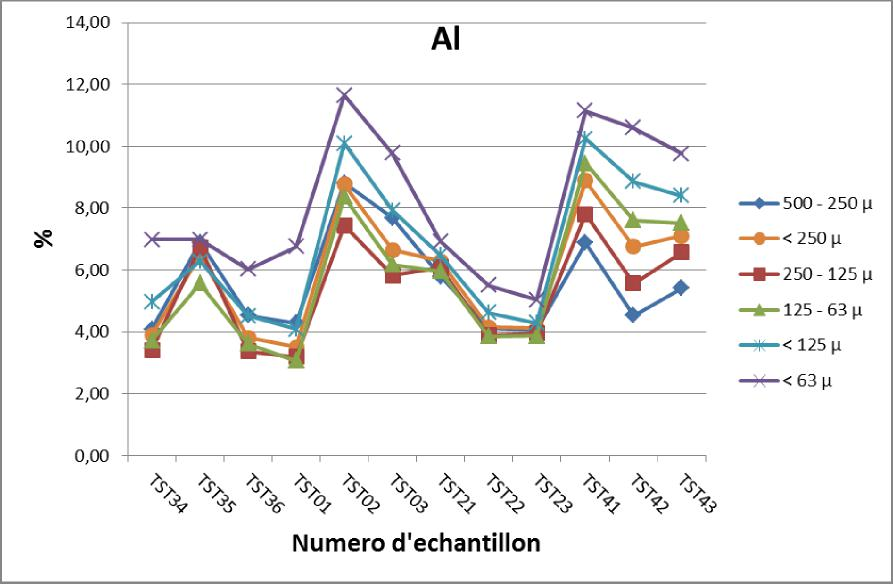 Al
14,00
12,00
10,00
8,00
6,00
4,00
2,00
0,00
%
TST34
TST35
TST36
TST01
TST02
TST03
TST21
TST22
TST23
TST41
TST42
TST43
Numero d'echantillon
500 - 250 µ
< 250 µ
250 - 125 µ
125 - 63 µ
< 125 µ
< 63 µ